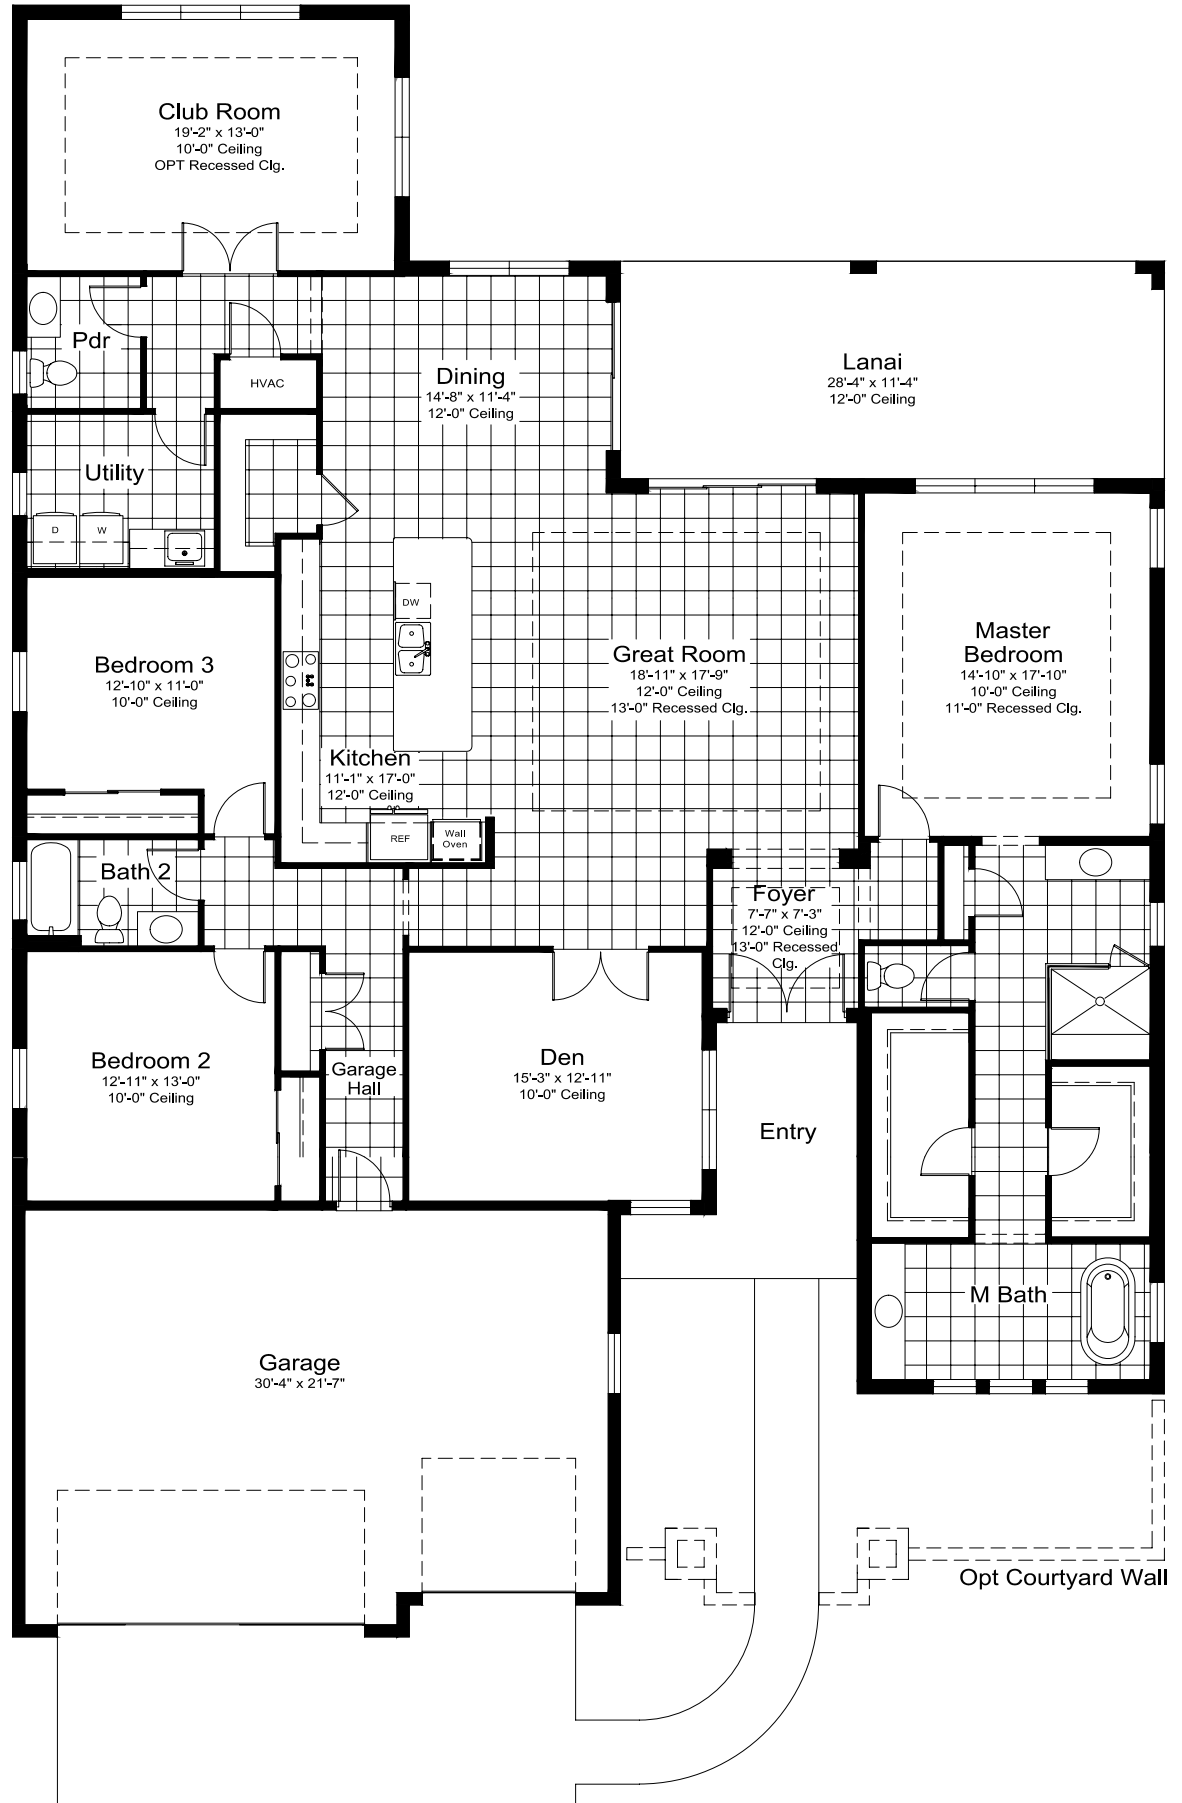 Club Room
19'-2" x 13'-0"
10'-0" Ceiling
OPT Recessed Clg.
Pdr
HVAC
Dining
14'-8" x 11'-4"
12'-0" Ceiling
Lanai
28'-4" x 11'-4"
12'-0" Ceiling
Utility
D
W
DW
Bedroom 3
12'-10" x 11'-0"
10'-0" Ceiling
Great Room
18'-11" x 17'-9"
12'-0" Ceiling
13'-0" Recessed Clg.
Master
Bedroom
14'-10" x 17'-10"
10'-0" Ceiling
11'-0" Recessed Clg.
Kitchen
11'-1" x 17'-0"
12'-0" Ceiling
REF
Wall
Oven
Bath 2
Foyer
7'-7" x 7'-3"
12'-0" Ceiling
13'-0" Recessed
Clg.
Bedroom 2
12'-11" x 13'-0"
10'-0" Ceiling
Garage
Hall
Den
15'-3" x 12'-11"
10'-0" Ceiling
Entry
M Bath
Garage
30'-4" x 21'-7"
Opt Courtyard Wall